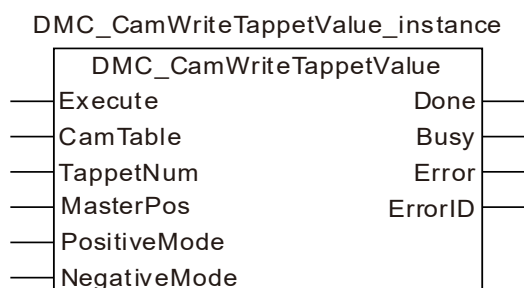 DMC_CamWriteTappetValue_instance
DMC_CamWriteTappetValue
Execute Done
CamTable Busy
TappetNum Error
MasterPos ErrorID
PositiveMode
NegativeMode